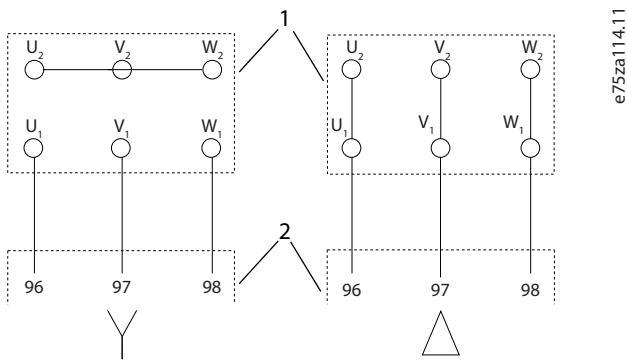 1
U2 V2 W2 U2 V2 W2
U1 V1 W1 U1 V1 W1
2
96 97 98 96 97 98
e75za114.11